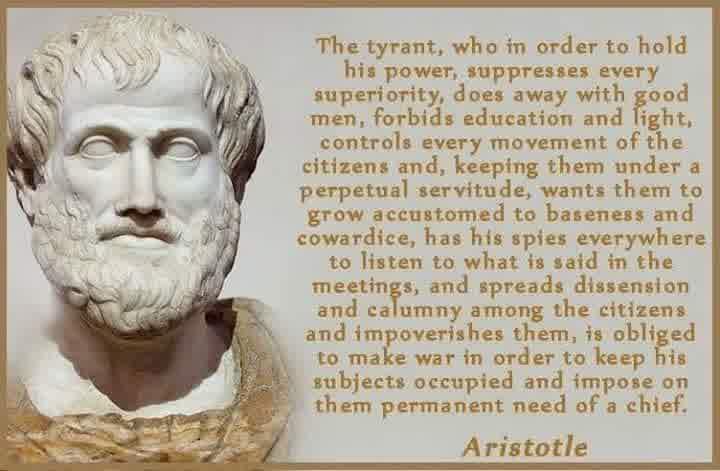 The tyrant, who in order to hold
his power, suppresses every
superiority, does away with good
men, forbids education and light,
controls every movement of the
citizens and, keeping them under a
perpetual servitude, wants them to
grow accustomed to baseness and
cowardice, has his spies everywhere
to listen to what is said in the
meetings, and spreads dissension
and calumny among the citizens
and impoverishes them, is obliged
to make war in order to keep his
subjects occupied and impose on
them permanent need of a chief.
Aristotle